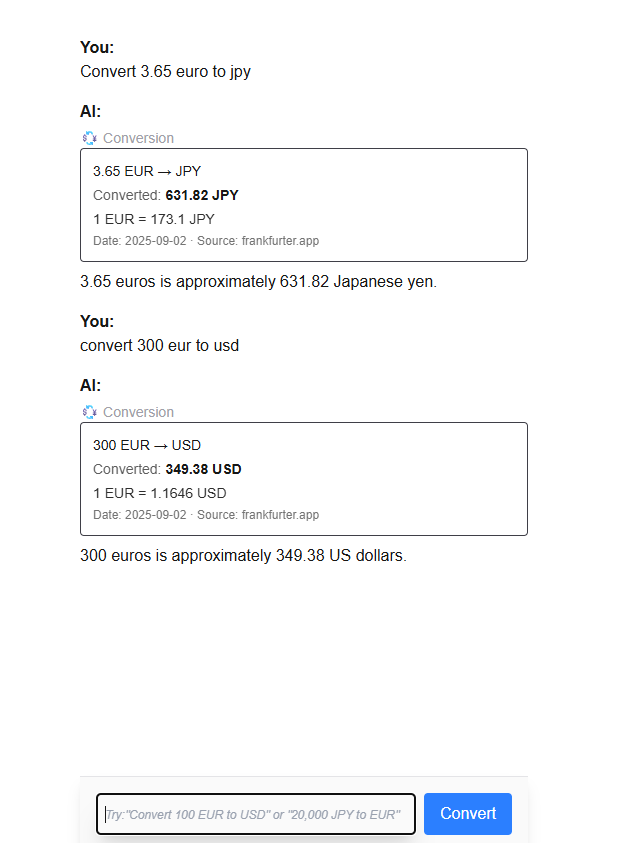 You:
Convert 3.65 euro to jpy
AI:
Conversion
3.65 EUR → JPY
Converted: 631.82 JPY
1 EUR = 173.1 JPY
Date: 2025-09-02 · Source: frankfurter.app
3.65 euros is approximately 631.82 Japanese yen.
You:
convert 300 eur to usd
AI:
Conversion
300 EUR → USD
Converted: 349.38 USD
1 EUR = 1.1646 USD
Date: 2025-09-02 · Source: frankfurter.app
300 euros is approximately 349.38 US dollars.
Try:"Convert 100 EUR to USD" or "20,000 JPY to EUR"
Convert